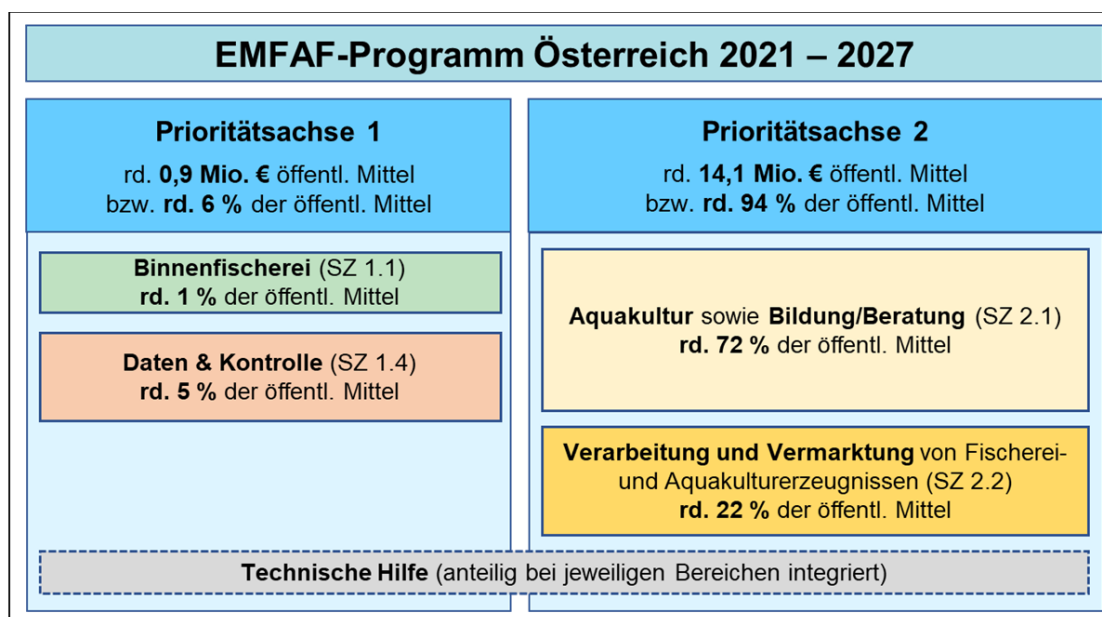 EMFAF-Programm Österreich 2021 – 2027
Prioritätsachse 1
rd. 0,9 Mio. € öffentl. Mittel
bzw. rd. 6 % der öffentl. Mittel
Binnenfischerei (SZ 1.1)
rd. 1 % der öffentl. Mittel
Daten & Kontrolle (SZ 1.4)
rd. 5 % der öffentl. Mittel
Prioritätsachse 2
rd. 14,1 Mio. € öffentl. Mittel
bzw. rd. 94 % der öffentl. Mittel
Aquakultur sowie Bildung/Beratung (SZ 2.1)
rd. 72 % der öffentl. Mittel
Verarbeitung und Vermarktung von Fischerei-
und Aquakulturerzeugnissen (SZ 2.2)
rd. 22 % der öffentl. Mittel
Technische Hilfe (anteilig bei jeweiligen Bereichen integriert)